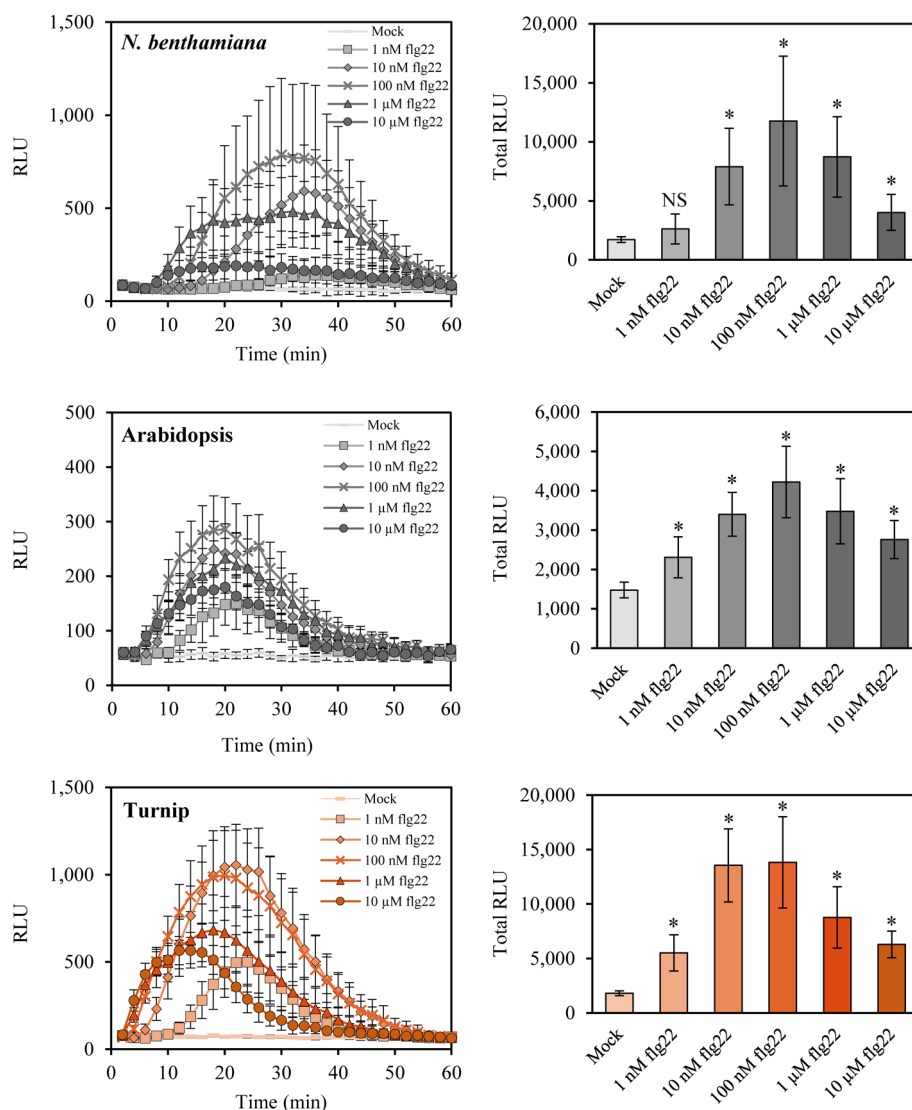 N. benthamiana
RLU
1,500
1,000
500
0
0 10 20 30 40 50 60
Time (min)
Mock
1 nM flg22
10 nM flg22
100 nM flg22
1 µM flg22
10 µM flg22
Total RLU
20,000
15,000
10,000
5,000
0
NS
*
*
*
*
Mock
1 nM flg22
10 nM flg22
100 nM flg22
1 µM flg22
10 µM flg22
Arabidopsis
RLU
500
400
300
200
100
0
0 10 20 30 40 50 60
Time (min)
Mock
1 nM flg22
10 nM flg22
100 nM flg22
1 µM flg22
10 µM flg22
Total RLU
6,000
5,000
4,000
3,000
2,000
1,000
0
*
*
*
*
*
Mock
1 nM flg22
10 nM flg22
100 nM flg22
1 µM flg22
10 µM flg22
Turnip
RLU
1,500
1,000
500
0
0 10 20 30 40 50 60
Time (min)
Mock
1 nM flg22
10 nM flg22
100 nM flg22
1 µM flg22
10 µM flg22
Total RLU
20,000
15,000
10,000
5,000
0
*
*
*
*
*
Mock
1 nM flg22
10 nM flg22
100 nM flg22
1 µM flg22
10 µM flg22